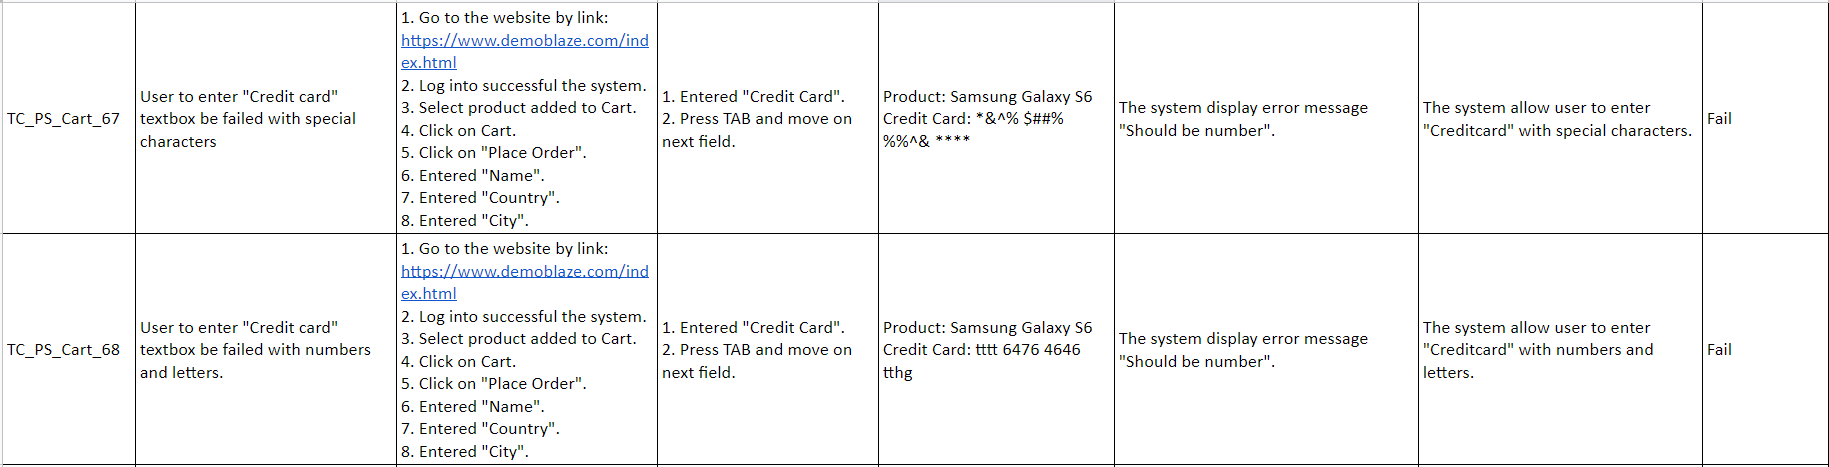 TC_PS_Cart_67
User to enter "Credit card"
textbox be failed with special
characters
1. Go to the website by link:
https://www.demoblaze.com/ind
ex.html
2. Log into successful the system.
3. Select product added to Cart.
4. Click on Cart.
5. Click on "Place Order".
6. Entered "Name".
7. Entered "Country".
8. Entered "City".
1. Entered "Credit Card".
2. Press TAB and move on
next field.
Product: Samsung Galaxy S6
Credit Card: *&^% $##%
%%^& ****
The system display error message
"Should be number".
The system allow user to enter
"Creditcard" with special characters.
Fail
TC_PS_Cart_68
User to enter "Credit card"
textbox be failed with numbers
and letters.
1. Go to the website by link:
https://www.demoblaze.com/ind
ex.html
2. Log into successful the system.
3. Select product added to Cart.
4. Click on Cart.
5. Click on "Place Order".
6. Entered "Name".
7. Entered "Country".
8. Entered "City".
1. Entered "Credit Card".
2. Press TAB and move on
next field.
Product: Samsung Galaxy S6
Credit Card: tttt 6476 4646
tthg
The system display error message
"Should be number".
The system allow user to enter
"Creditcard" with numbers and
letters.
Fail